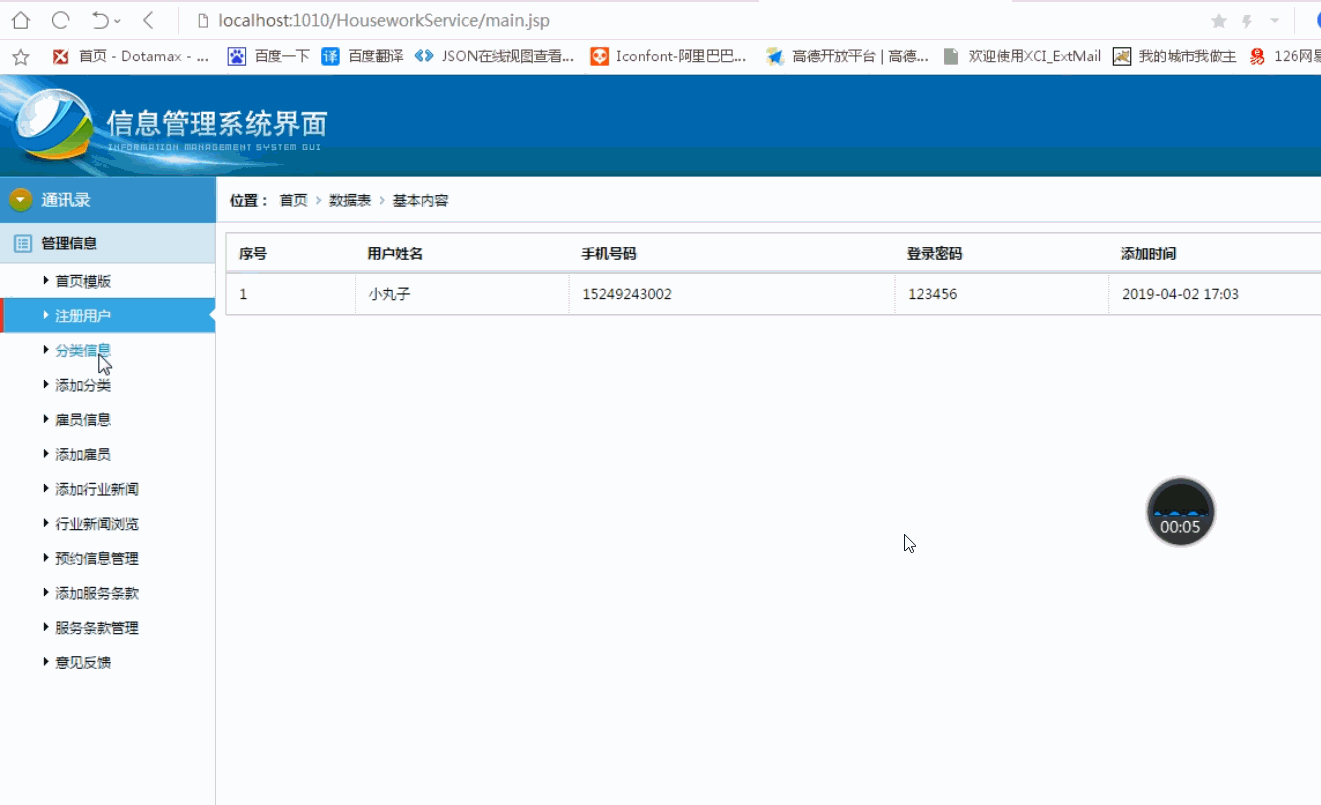 localhost:1010/HouseworkService/main.jsp
首页 - Dotamax - ... 百度一下 译 百度翻译 JSON在线视图查看... Iconfont-阿里巴巴... 高德开放平台 | 高德... 欢迎使用XCI_ExtMail 我的城市我做主 126网易
信息管理系统界面
INFORMATION MANAGEMENT SYSTEM GUI
通讯录
管理信息
首页模版
注册用户
分类信息
添加分类
雇员信息
添加雇员
添加行业新闻
行业新闻浏览
预约信息管理
添加服务条款
服务条款管理
意见反馈
位置： 首页 > 数据表 > 基本内容
序号 用户姓名 手机号码 登录密码 添加时间
1 小丸子 15249243002 123456 2019-04-02 17:03
00:05